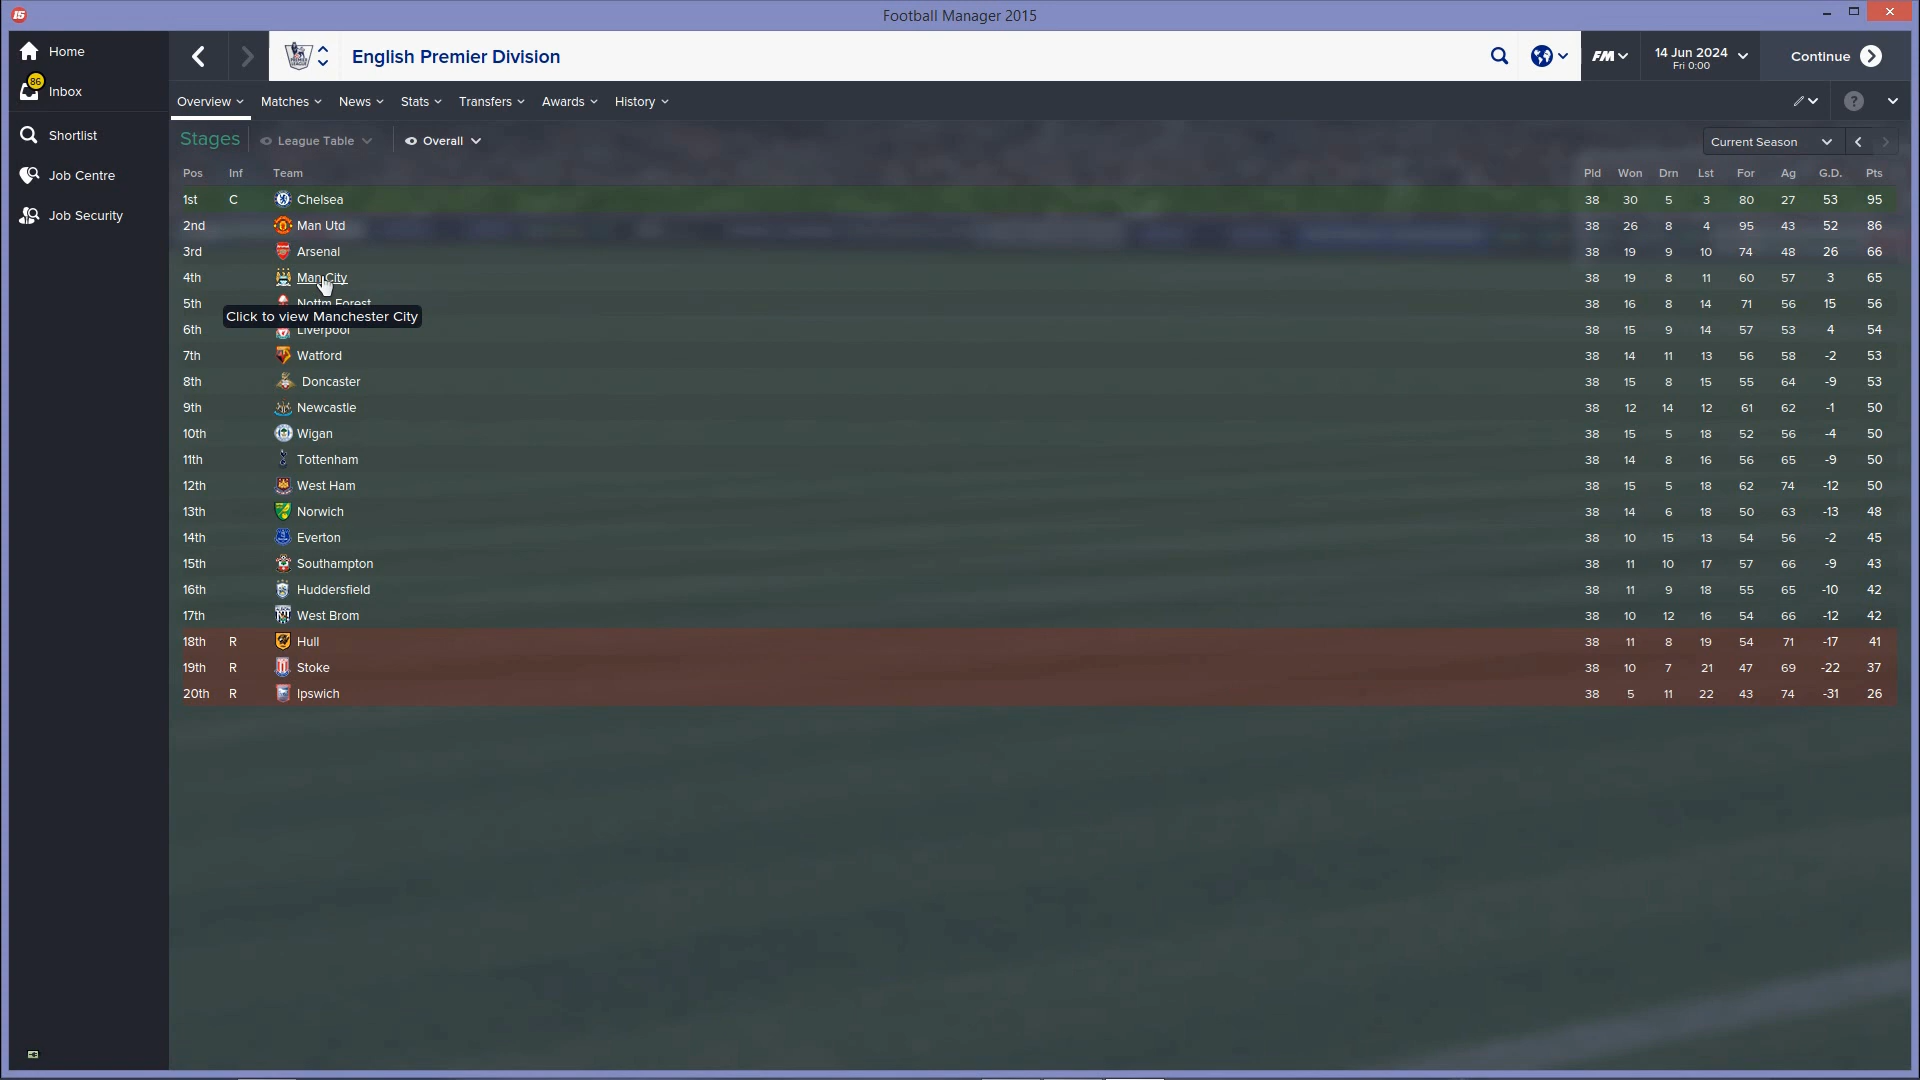 Football Manager 2015
Home
86
Inbox
Shortlist
Job Centre
Job Security
English Premier Division
FM
14 Jun 2024
Fri 0:00
Continue
Overview Matches News Stats Transfers Awards History
?
Stages League Table Overall Current Season
Pos Inf Team Pld Won Drn Lst For Ag G.D. Pts
1st C Chelsea 38 30 5 3 80 27 53 95
2nd Man Utd 38 26 8 4 95 43 52 86
3rd Arsenal 38 19 9 10 74 48 26 66
4th Man City 38 19 8 11 60 57 3 65
5th Nottm Forest 38 16 8 14 71 56 15 56
Click to view Manchester City
6th Liverpool 38 15 9 14 57 53 4 54
7th Watford 38 14 11 13 56 58 -2 53
8th Doncaster 38 15 8 15 55 64 -9 53
9th Newcastle 38 12 14 12 61 62 -1 50
10th Wigan 38 15 5 18 52 56 -4 50
11th Tottenham 38 14 8 16 56 65 -9 50
12th West Ham 38 15 5 18 62 74 -12 50
13th Norwich 38 14 6 18 50 63 -13 48
14th Everton 38 10 15 13 54 56 -2 45
15th Southampton 38 11 10 17 57 66 -9 43
16th Huddersfield 38 11 9 18 55 65 -10 42
17th West Brom 38 10 12 16 54 66 -12 42
18th R Hull 38 11 8 19 54 71 -17 41
19th R Stoke 38 10 7 21 47 69 -22 37
20th R Ipswich 38 5 11 22 43 74 -31 26